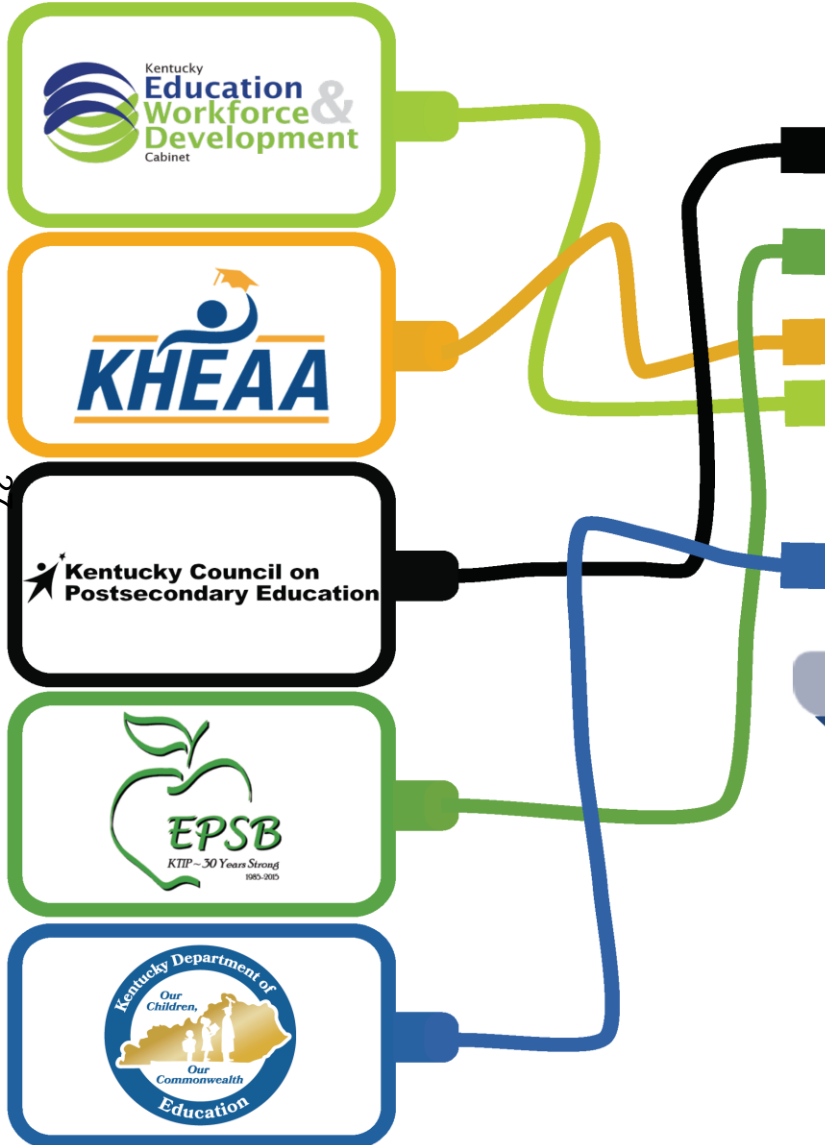 Kentucky
Education
Workforce &
Development
Cabinet
KHEAA
Kentucky Council on
Postsecondary Education
EPSB
KTIP ~ 30 Years Strong
1985-2015
Kentucky Department of
Our
Children,
Our
Commonwealth
Education